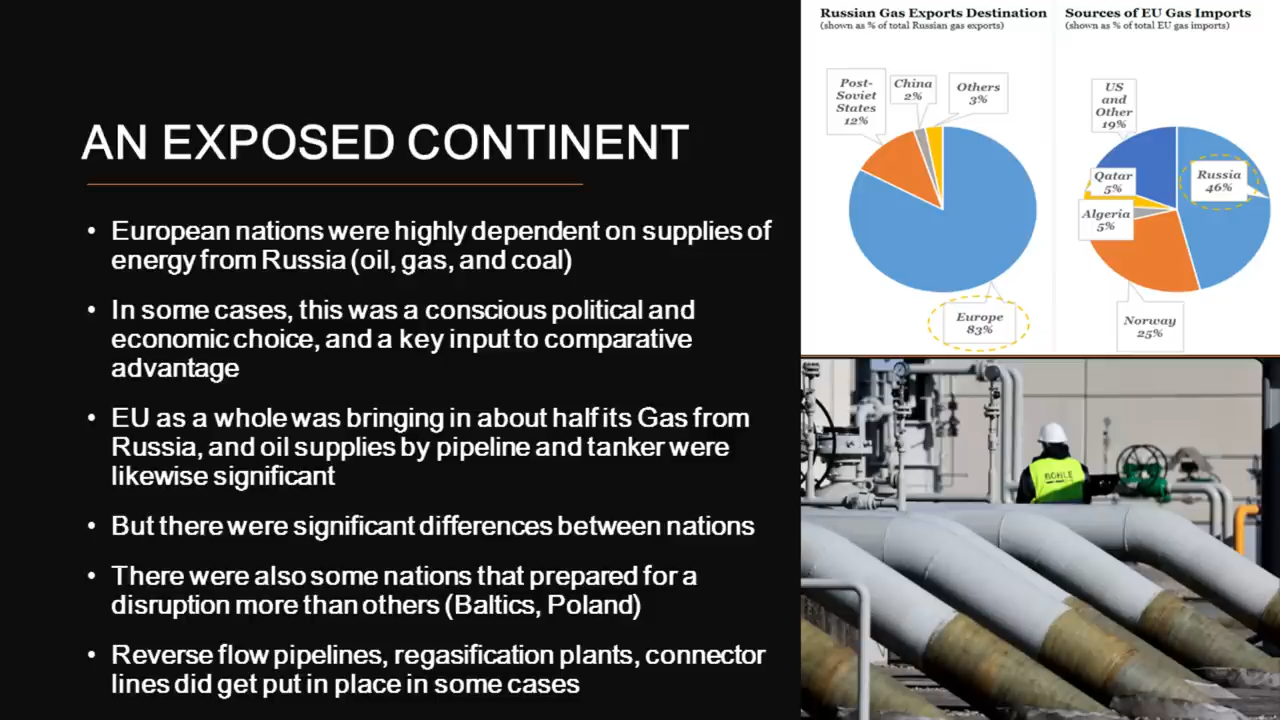 AN EXPOSED CONTINENT
• European nations were highly dependent on supplies of
energy from Russia (oil, gas, and coal)
• In some cases, this was a conscious political and
economic choice, and a key input to comparative
advantage
• EU as a whole was bringing in about half its Gas from
Russia, and oil supplies by pipeline and tanker were
likewise significant
• But there were significant differences between nations
• There were also some nations that prepared for a
disruption more than others (Baltics, Poland)
• Reverse flow pipelines, regasification plants, connector
lines did get put in place in some cases
Russian Gas Exports Destination
(shown as % of total Russian gas exports)
Post-
Soviet
States
12%
China
2%
Others
3%
Europe
83%
Sources of EU Gas Imports
(shown as % of total EU gas imports)
US
and
Other
19%
Qatar
5%
Algeria
5%
Russia
46%
Norway
25%